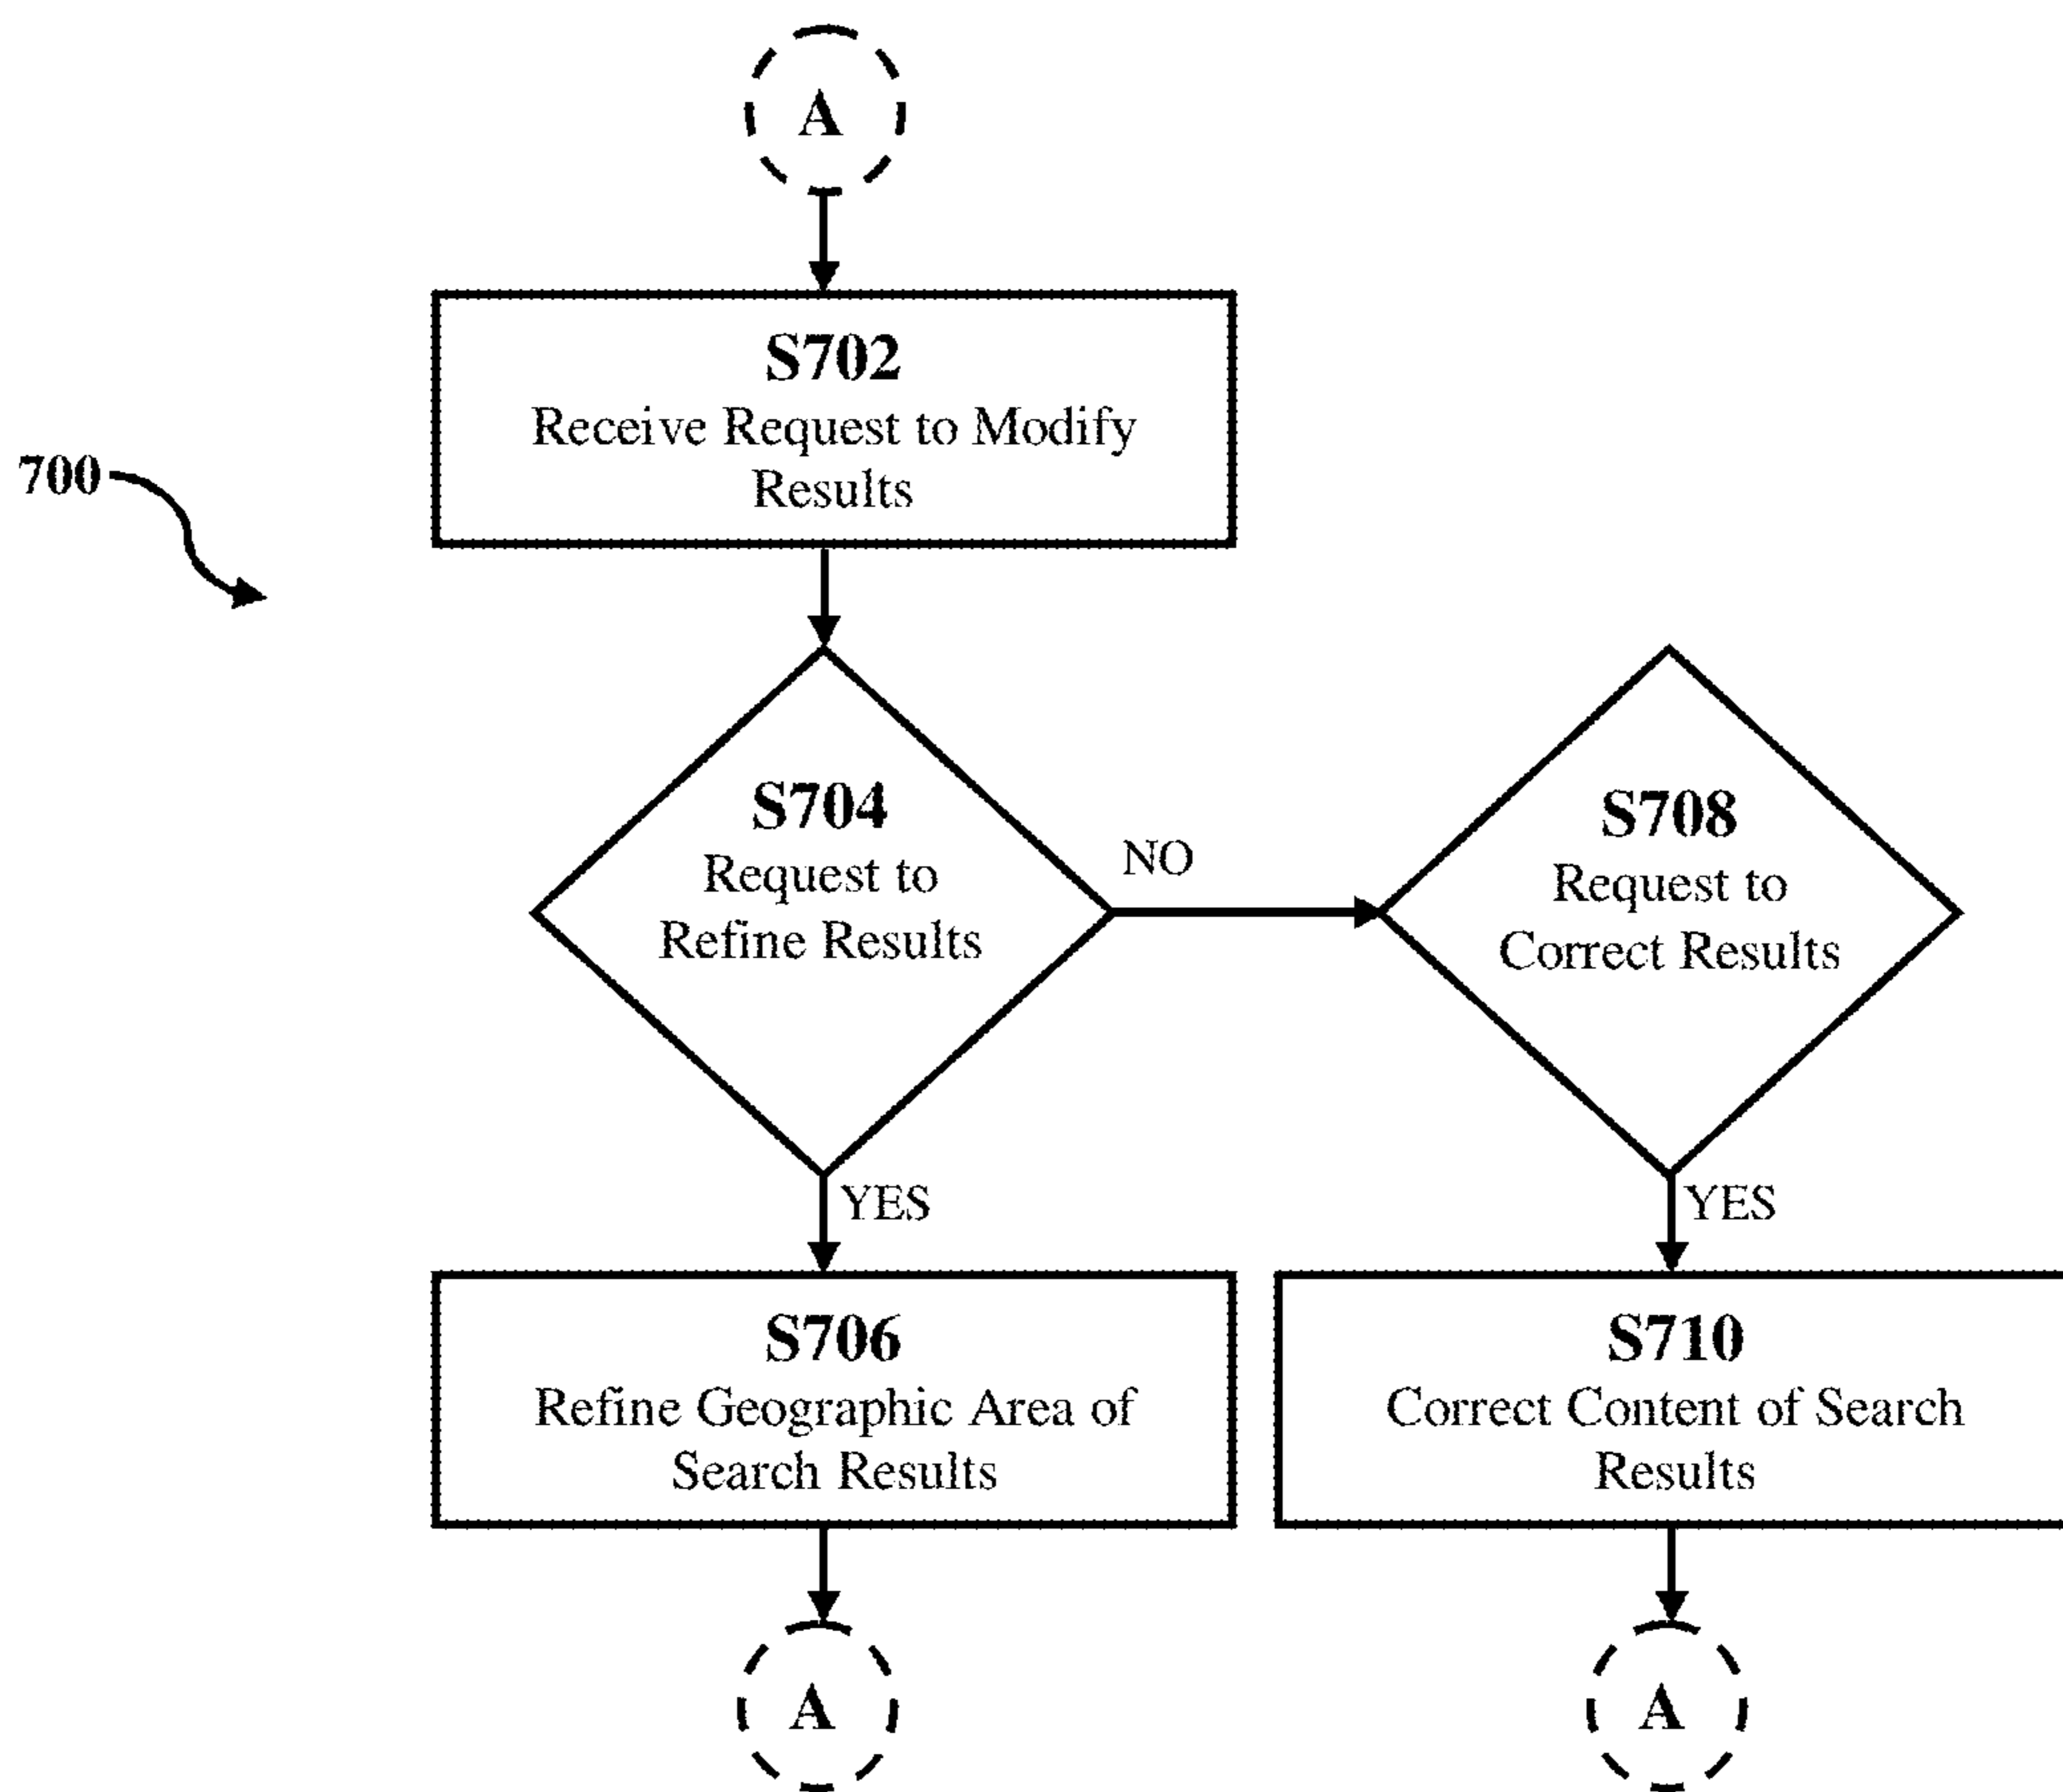 A
S702
Receive Request to Modify
Results
700
S704
Request to
Refine Results
NO
S708
Request to
Correct Results
YES
YES
S706
Refine Geographic Area of
Search Results
S710
Correct Content of Search
Results
A
A